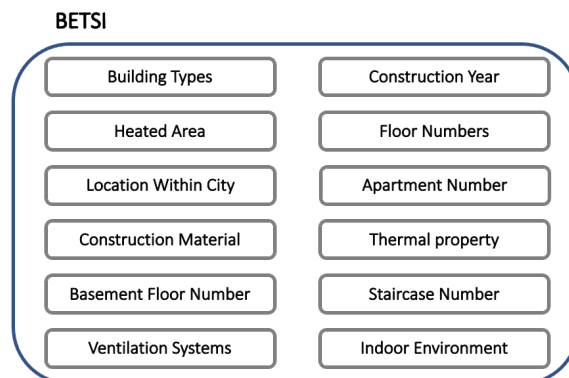 BETSI
Building Types
Construction Year
Heated Area
Floor Numbers
Location Within City
Apartment Number
Construction Material
Thermal property
Basement Floor Number
Staircase Number
Ventilation Systems
Indoor Environment